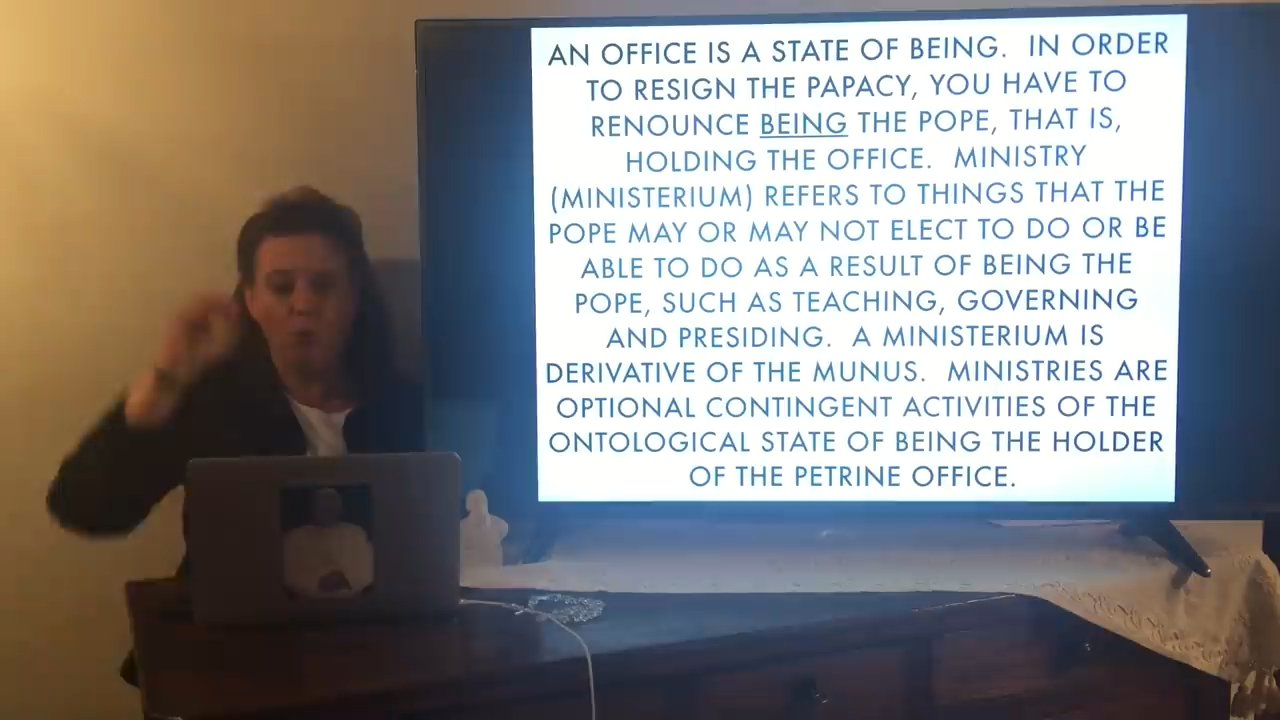 AN OFFICE IS A STATE OF BEING. IN ORDER
TO RESIGN THE PAPACY, YOU HAVE TO
RENOUNCE BEING THE POPE, THAT IS,
HOLDING THE OFFICE. MINISTRY
(MINISTERIUM) REFERS TO THINGS THAT THE
POPE MAY OR MAY NOT ELECT TO DO OR BE
ABLE TO DO AS A RESULT OF BEING THE
POPE, SUCH AS TEACHING, GOVERNING
AND PRESIDING. A MINISTERIUM IS
DERIVATIVE OF THE MUNUS. MINISTRIES ARE
OPTIONAL CONTINGENT ACTIVITIES OF THE
ONTOLOGICAL STATE OF BEING THE HOLDER
OF THE PETRINE OFFICE.